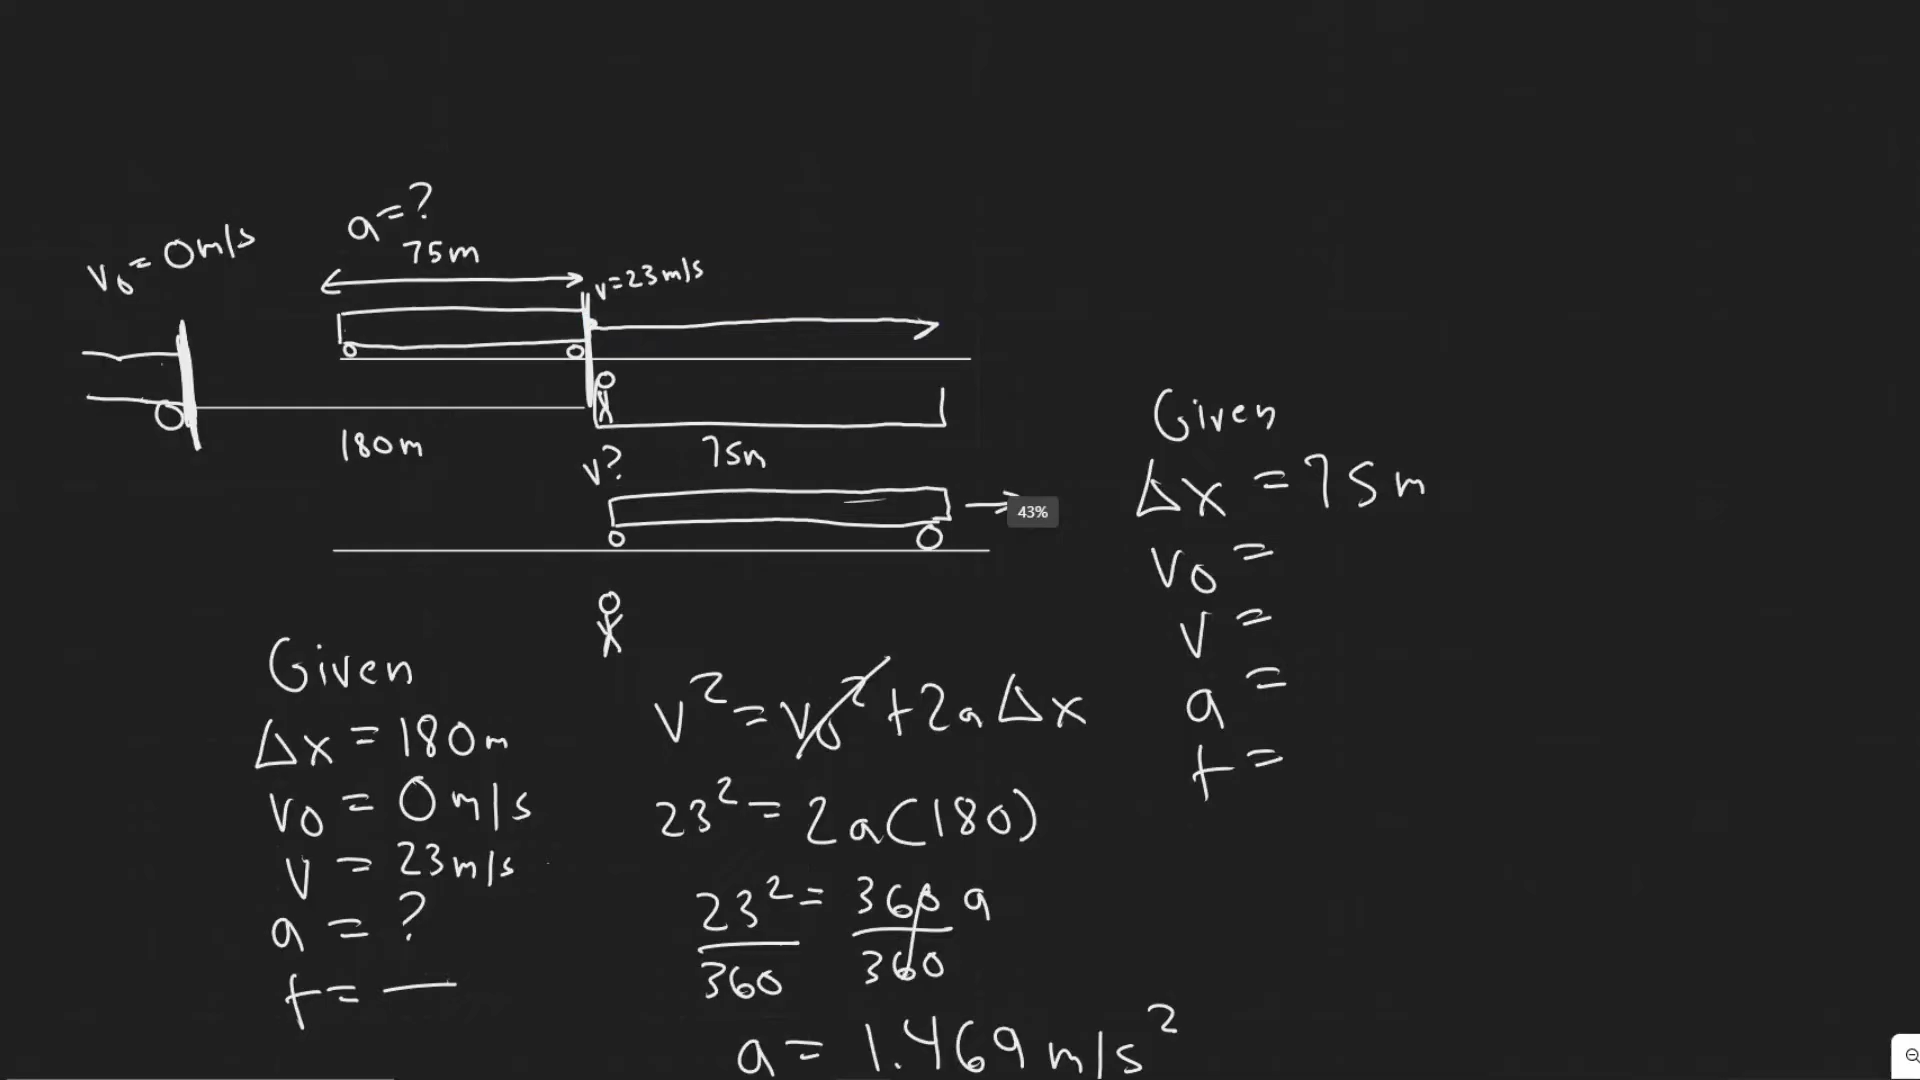 a=?
v₀ = 0m/s
75m
v=23m/s
180m
v?
75m
43%
Given
Δx = 75m
v₀ =
v =
a =
t =
Given
Δx = 180m
v₀ = 0m/s
v = 23m/s
a = ?
t = —
v² = v₀² + 2aΔx
23² = 2a(180)
23²/360 = 360a/360
a = 1.469m/s²